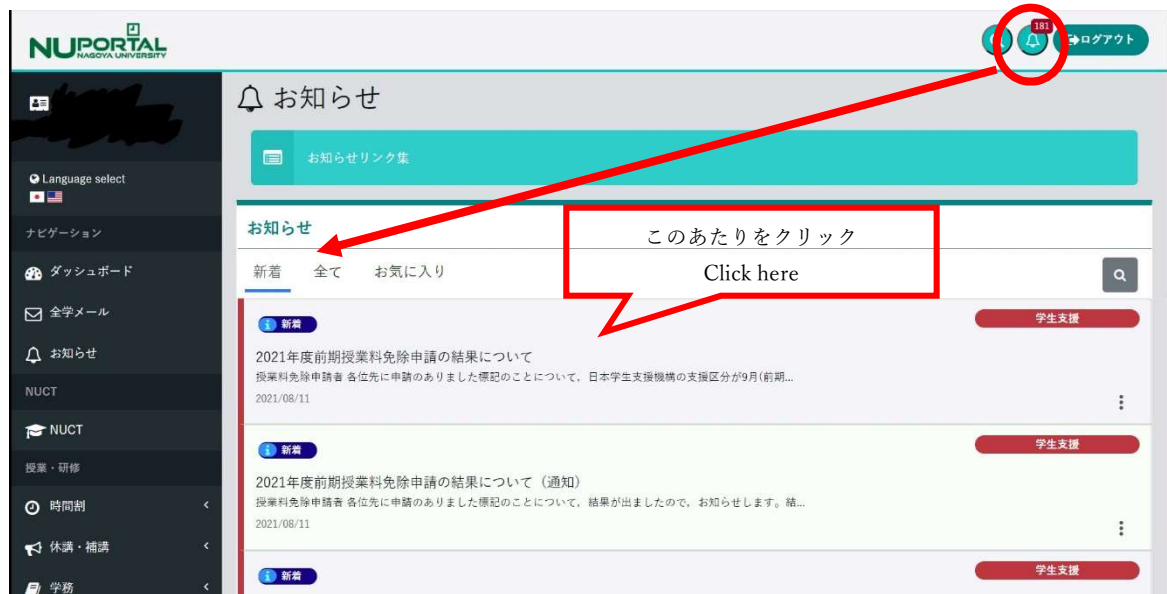 NUPORTAL
NAGOYA UNIVERSITY
181
ログアウト
Language select
ナビゲーション
ダッシュボード
全学メール
お知らせ
NUCT
NUCT
授業・研修
時間割
休講・補講
学務
お知らせ
お知らせリンク集
お知らせ
このあたりをクリック
Click here
新着 全て お気に入り
新着 学生支援
2021年度前期授業料免除申請の結果について
授業料免除申請者 各位先に申請のありました標記のことについて，日本学生支援機構の支援区分が9月(前期...
2021/08/11
新着 学生支援
2021年度前期授業料免除申請の結果について（通知）
授業料免除申請者 各位先に申請のありました標記のことについて，結果が出ましたので，お知らせします。結...
2021/08/11
新着 学生支援